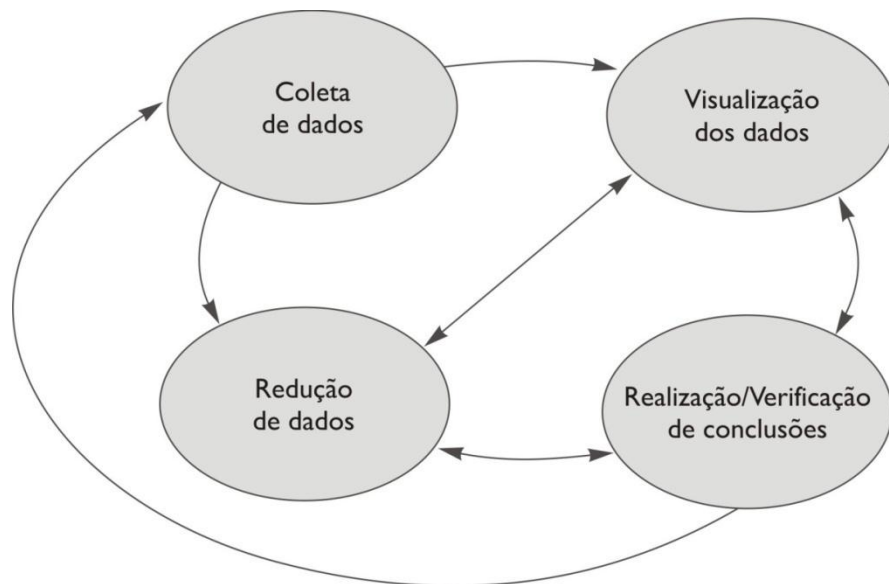 Coleta
de dados
Visualização
dos dados
Redução
de dados
Realização/Verificação
de conclusões